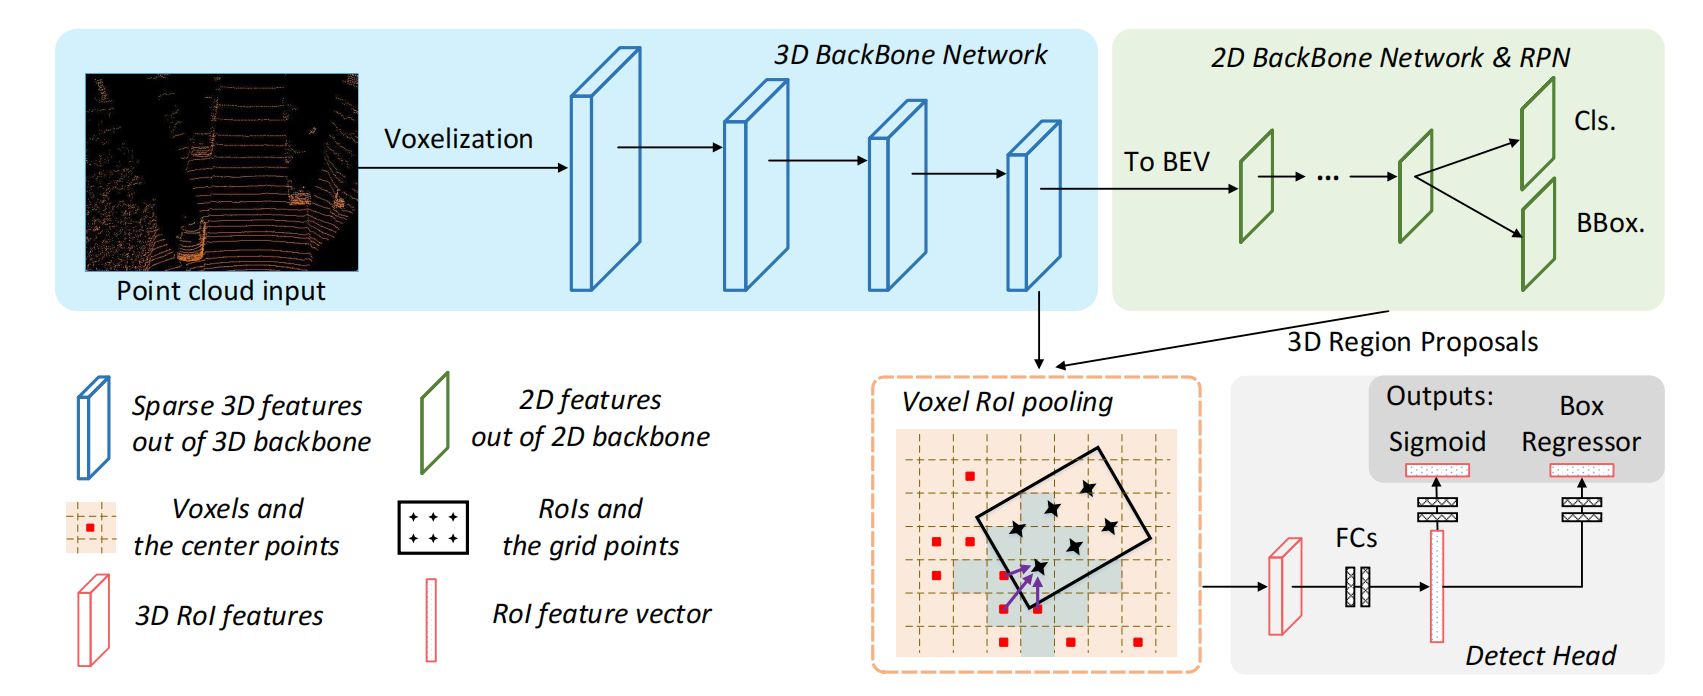 3D BackBone Network
Voxelization
Point cloud input
2D BackBone Network & RPN
To BEV
...
Cls.
BBox.
3D Region Proposals
Sparse 3D features
out of 3D backbone
2D features
out of 2D backbone
Voxels and
the center points
RoIs and
the grid points
3D RoI features
RoI feature vector
Voxel RoI pooling
Outputs:
Sigmoid
Box
Regressor
FCs
Detect Head